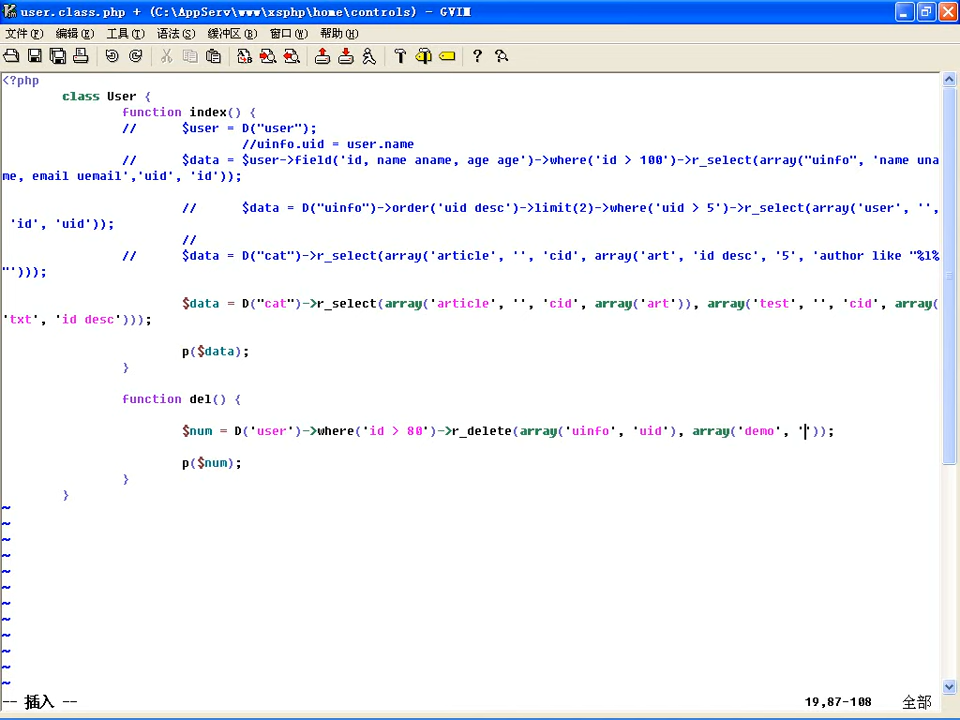 user.class.php + (C:\AppServ\www\xsphp\home\controls) - GVIM
文件(F) 编辑(E) 工具(T) 语法(S) 缓冲区(B) 窗口(W) 帮助(H)
<?php
class User {
function index() {
// $user = D("user");
//uinfo.uid = user.name
// $data = $user->field('id, name aname, age age')->where('id > 100')->r_select(array("uinfo", 'name una
me, email uemail','uid', 'id'));
// $data = D("uinfo")->order('uid desc')->limit(2)->where('uid > 5')->r_select(array('user', '',
'id', 'uid'));
//
// $data = D("cat")->r_select(array('article', '', 'cid', array('art', 'id desc', '5', 'author like "%l%
"')));
$data = D("cat")->r_select(array('article', '', 'cid', array('art')), array('test', '', 'cid', array(
'txt', 'id desc')));
p($data);
}
function del() {
$num = D('user')->where('id > 80')->r_delete(array('uinfo', 'uid'), array('demo', ''));
p($num);
}
}
~
~
~
~
~
~
~
~
~
~
~
~
-- 插入 -- 19,87-108 全部